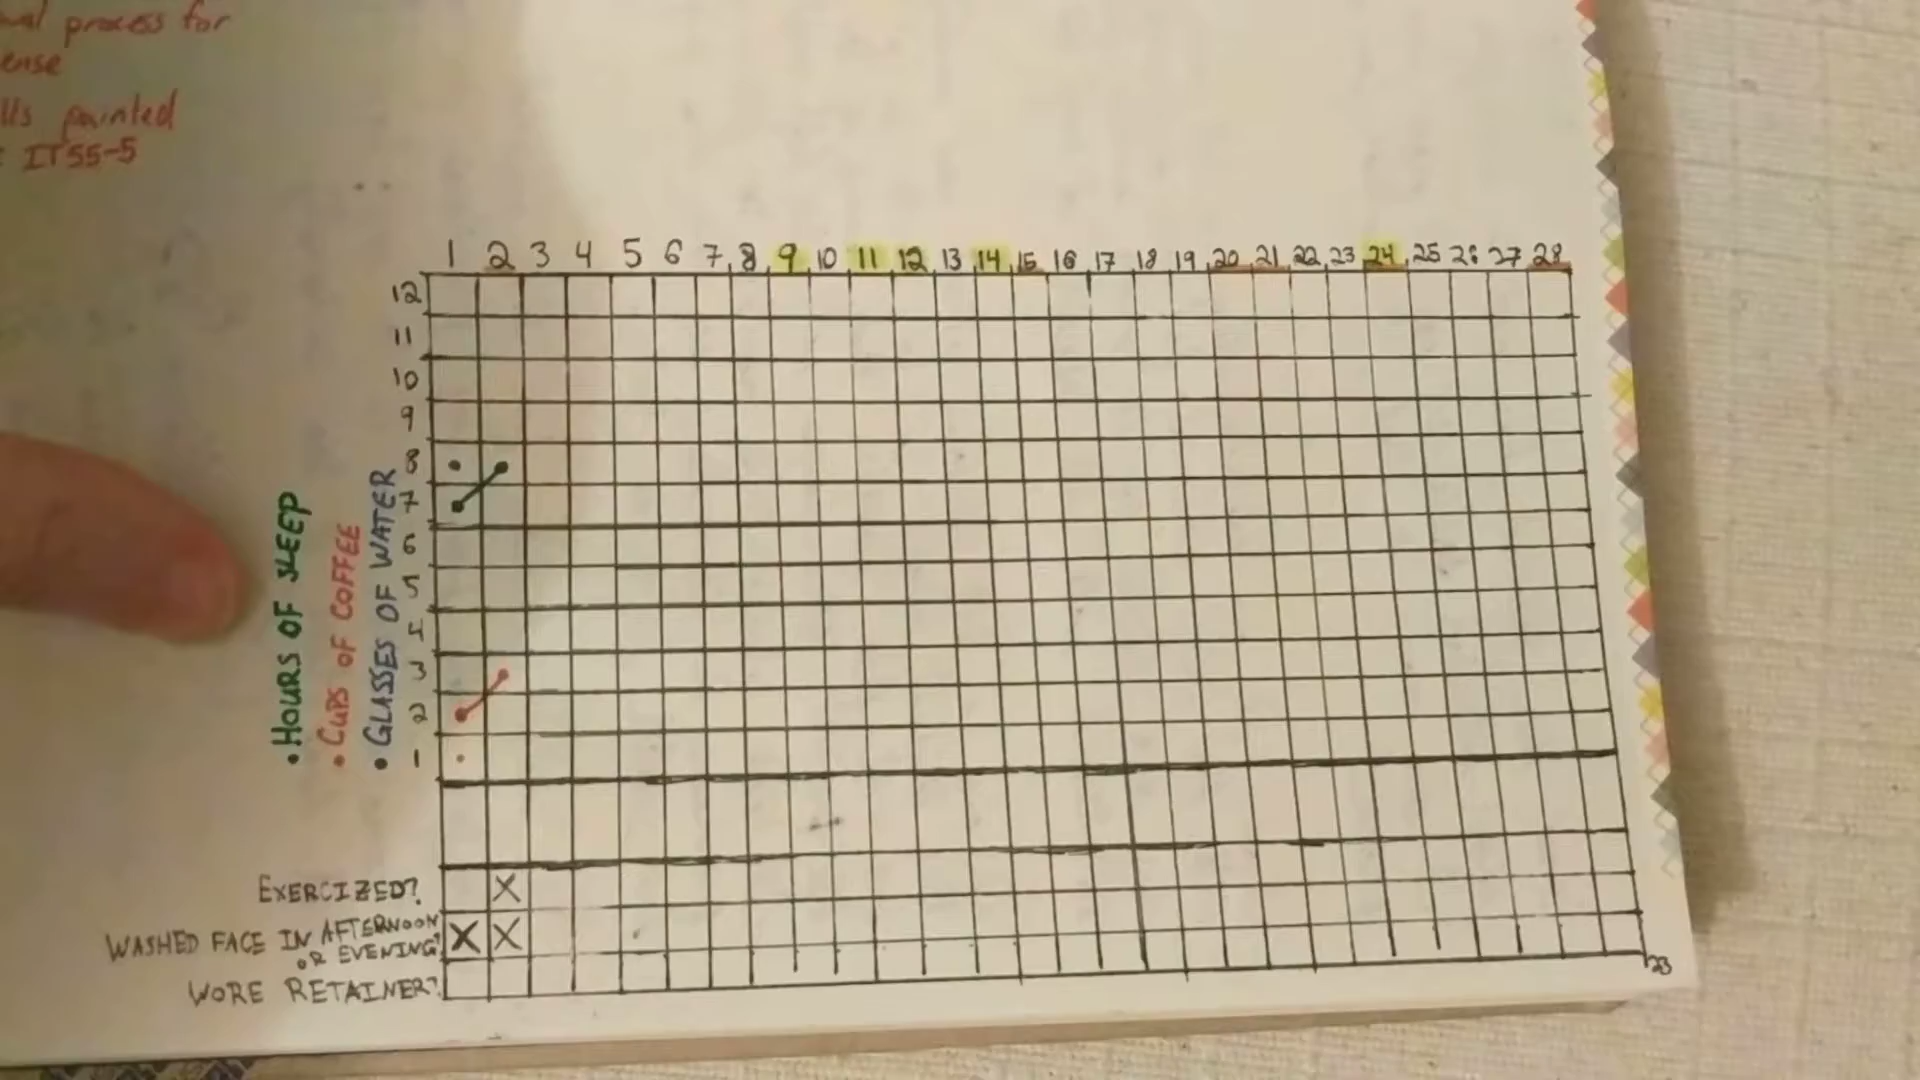 process for
ense
lls painted
IT55-5
1 2 3 4 5 6 7 8 9 10 11 12 13 14 15 16 17 18 19 20 21 22 23 24 25 26 27 28
12
11
10
9
8
7
6
5
4
3
2
1
• HOURS OF SLEEP
• CUPS OF COFFEE
• GLASSES OF WATER
EXERCIZED? X
WASHED FACE IN AFTERNOON
OR EVENING? X X
WORE RETAINER?
23